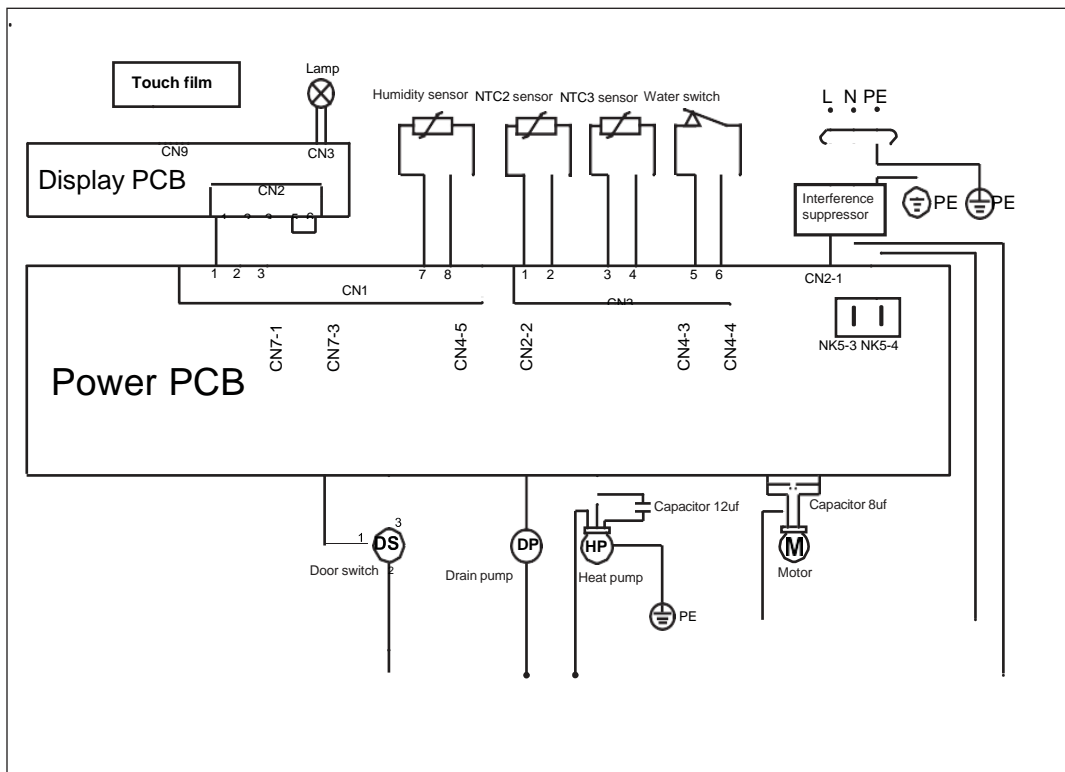 Touch film
Lamp
Humidity sensor
NTC2 sensor
NTC3 sensor
Water switch
L N PE
CN9
CN3
Display PCB
CN2
Interference
suppressor
PE
PE
1 2 3
7 8
1 2
3 4
5 6
CN2-1
CN1
CN7-1
CN7-3
CN4-5
CN2-2
CN4-3
CN4-4
NK5-3 NK5-4
Power PCB
Capacitor 12uf
Capacitor 8uf
3
1
DS
DP
HP
M
Door switch
2
Drain pump
Heat pump
Motor
PE